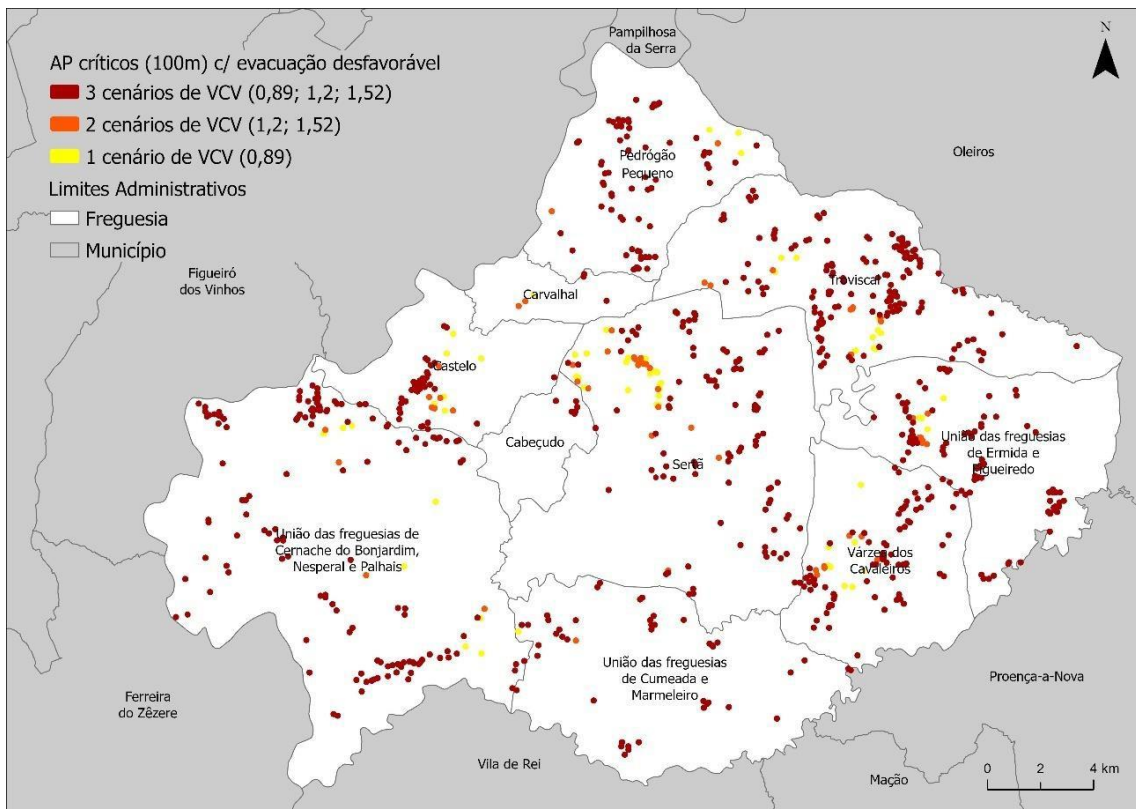 Pampilhosa
da Serra
N
AP críticos (100m) c/ evacuação desfavorável
3 cenários de VCV (0,89; 1,2; 1,52)
2 cenários de VCV (1,2; 1,52)
1 cenário de VCV (0,89)
Limites Administrativos
Freguesia
Município
Oleiros
Pedrógão
Pequeno
Figueiró
dos Vinhos
Carvalhal
Troviscal
Castelo
Cabeçudo
Sertã
União das freguesias
de Ermida e
Figueiredo
União das freguesias de
Cernache do Bonjardim,
Nesperal e Palhais
Várzea dos
Cavaleiros
União das freguesias
de Cumeada e
Marmeleiro
Proença-a-Nova
Ferreira
do Zêzere
Vila de Rei
Mação
0 2 4 km